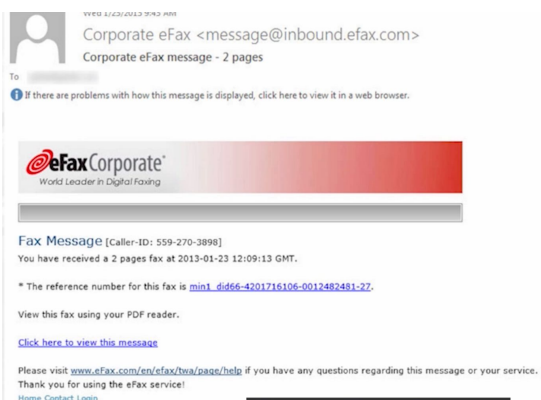 Wed 1/23/2013 9:43 AM
Corporate eFax <message@inbound.efax.com>
Corporate eFax message - 2 pages
To
If there are problems with how this message is displayed, click here to view it in a web browser.
eFax Corporate®
World Leader in Digital Faxing
Fax Message [Caller-ID: 559-270-3898]
You have received a 2 pages fax at 2013-01-23 12:09:13 GMT.
* The reference number for this fax is min1_did66-4201716106-0012482481-27.
View this fax using your PDF reader.
Click here to view this message
Please visit www.eFax.com/en/efax/twa/page/help if you have any questions regarding this message or your service.
Thank you for using the eFax service!
Home Contact Login